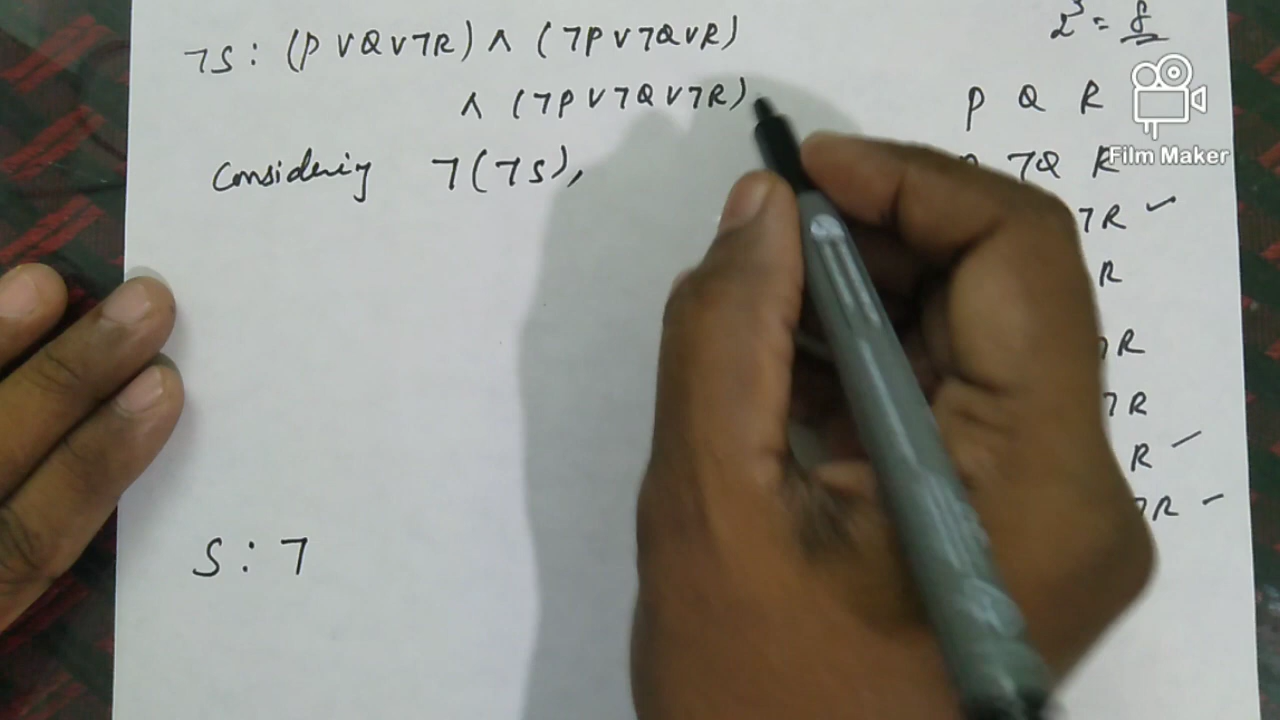 ¬S : (P ∨ Q ∨ ¬R) ∧ (¬P ∨ ¬Q ∨ R)
∧ (¬P ∨ ¬Q ∨ ¬R)
Considering ¬(¬S),
S : ¬
2³ = 8
P Q R
Film Maker
¬Q R
¬R ✓
R
¬R
¬R
R ✓
¬R ✓